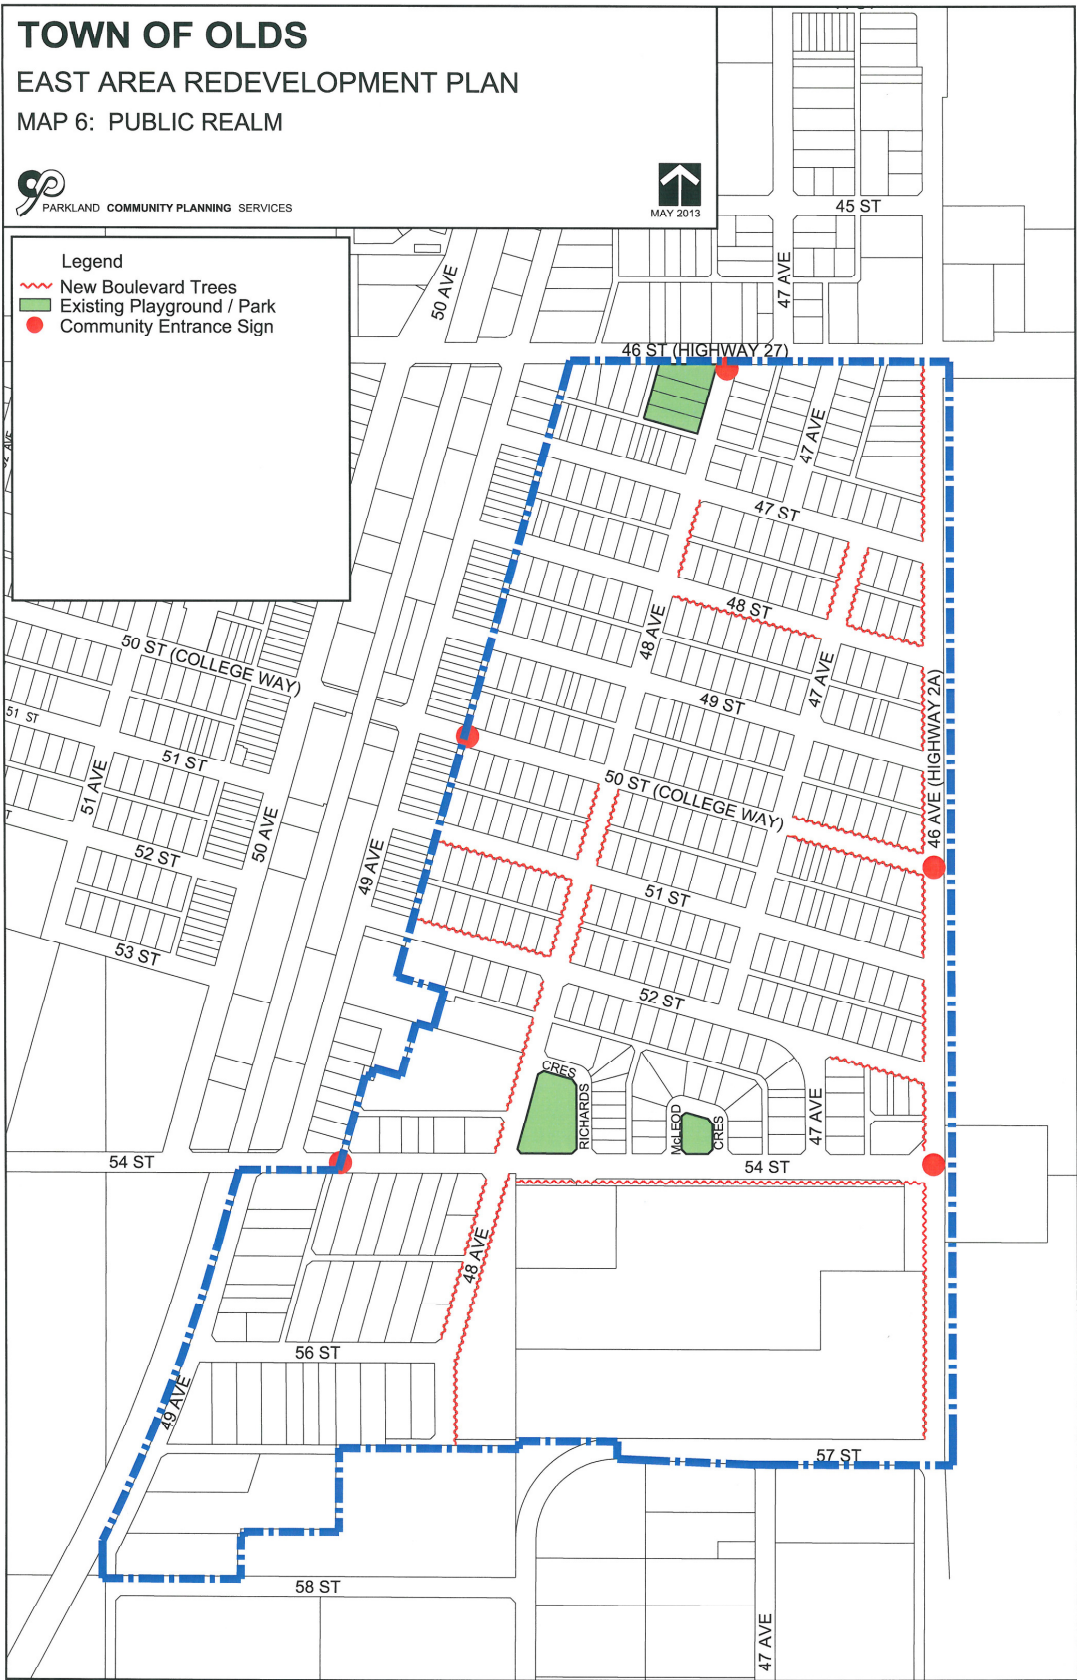 TOWN OF OLDS
EAST AREA REDEVELOPMENT PLAN
MAP 6: PUBLIC REALM
PARKLAND COMMUNITY PLANNING SERVICES
MAY 2013
Legend
New Boulevard Trees
Existing Playground / Park
Community Entrance Sign
45 ST
50 AVE
47 AVE
46 ST (HIGHWAY 27)
47 AVE
47 ST
48 ST
48 AVE
50 ST (COLLEGE WAY)
47 AVE
49 ST
46 AVE (HIGHWAY 2A)
51 ST
51 ST
50 ST (COLLEGE WAY)
51 AVE
50 AVE
52 ST
49 AVE
51 ST
53 ST
52 ST
CRES
RICHARDS
McLEOD
CRES
47 AVE
54 ST
54 ST
48 AVE
56 ST
49 AVE
57 ST
58 ST
47 AVE